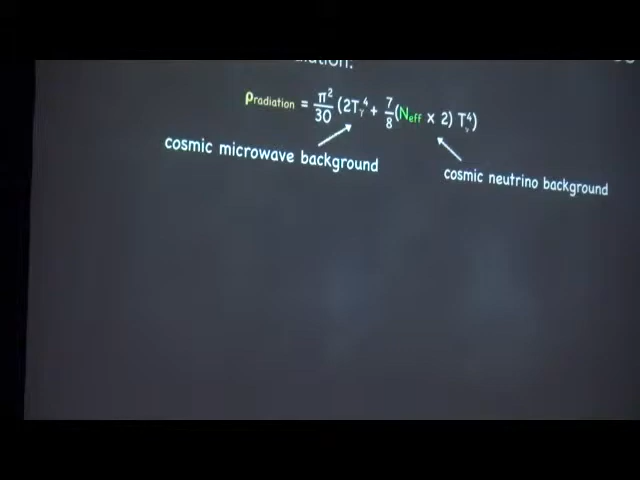 ρradiation = π²/30 (2Tγ⁴ + 7/8 (Neff × 2) Tν⁴)
cosmic microwave background
cosmic neutrino background